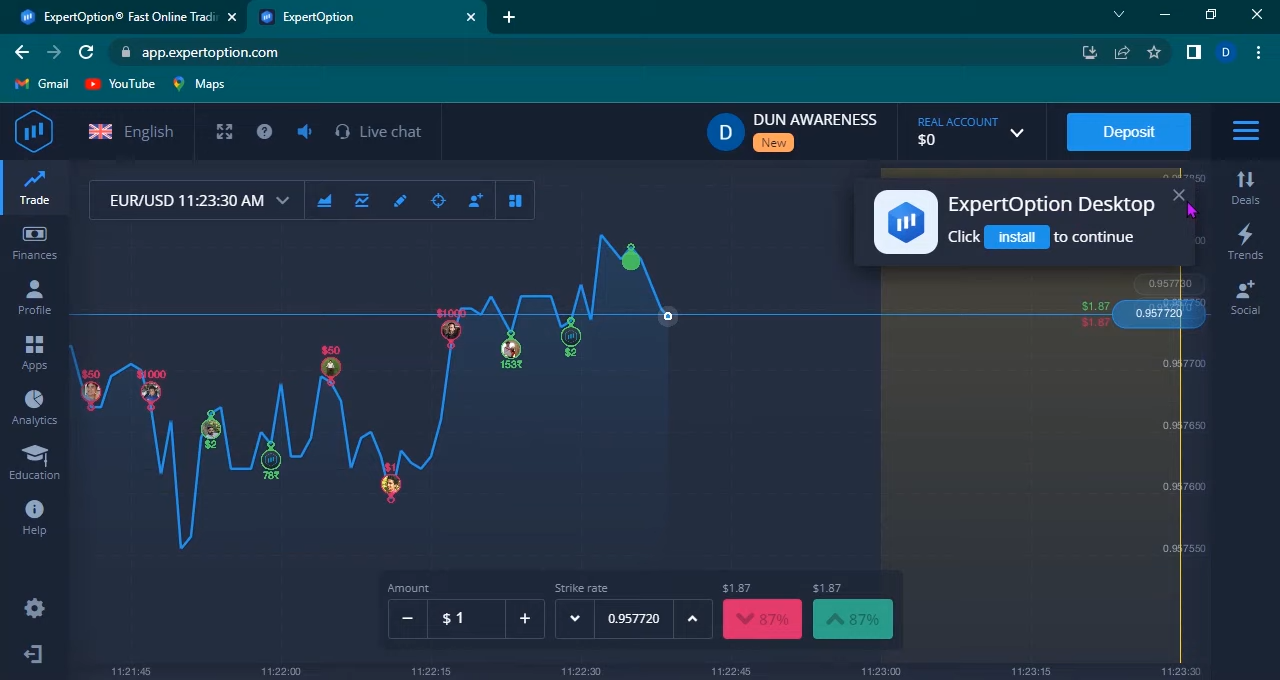 ExpertOption® Fast Online Tradi
ExpertOption
app.expertoption.com
D
Gmail
YouTube
Maps
English
Live chat
D
DUN AWARENESS
New
REAL ACCOUNT
$0
Deposit
Trade
Finances
Profile
Apps
Analytics
Education
Help
EUR/USD 11:23:30 AM
ExpertOption Desktop
Click install to continue
Deals
Trends
Social
0.957730
$1.87
$1.87
0.957720
0.957700
0.957650
0.957600
0.957550
$50
$1000
$2
78₹
$50
$1
$1000
153₹
$2
Amount
$ 1
Strike rate
0.957720
$1.87
87%
$1.87
87%
11:21:45
11:22:00
11:22:15
11:22:30
11:22:45
11:23:00
11:23:15
11:23:30